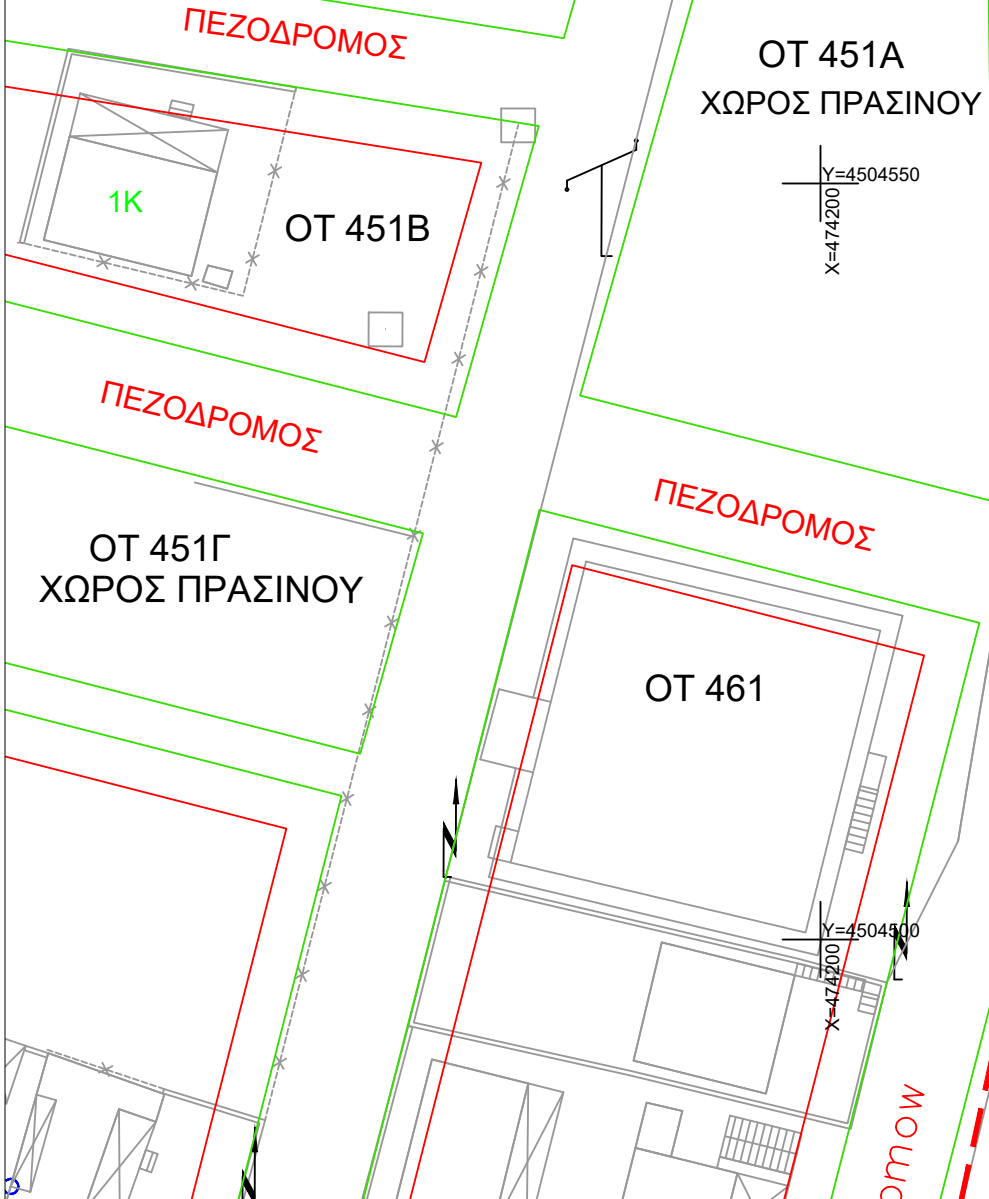 ΠΕΖΟΔΡΟΜΟΣ
ΟΤ 451Α
ΧΩΡΟΣ ΠΡΑΣΙΝΟΥ
Y=4504550
X=474200
1Κ
ΟΤ 451Β
ΠΕΖΟΔΡΟΜΟΣ
ΠΕΖΟΔΡΟΜΟΣ
ΟΤ 451Γ
ΧΩΡΟΣ ΠΡΑΣΙΝΟΥ
ΟΤ 461
Y=4504500
X=474200